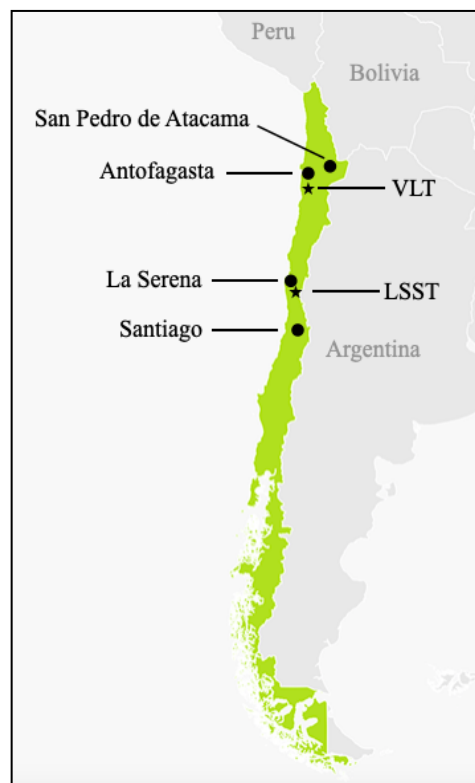 Peru
Bolivia
San Pedro de Atacama
Antofagasta
VLT
La Serena
LSST
Santiago
Argentina